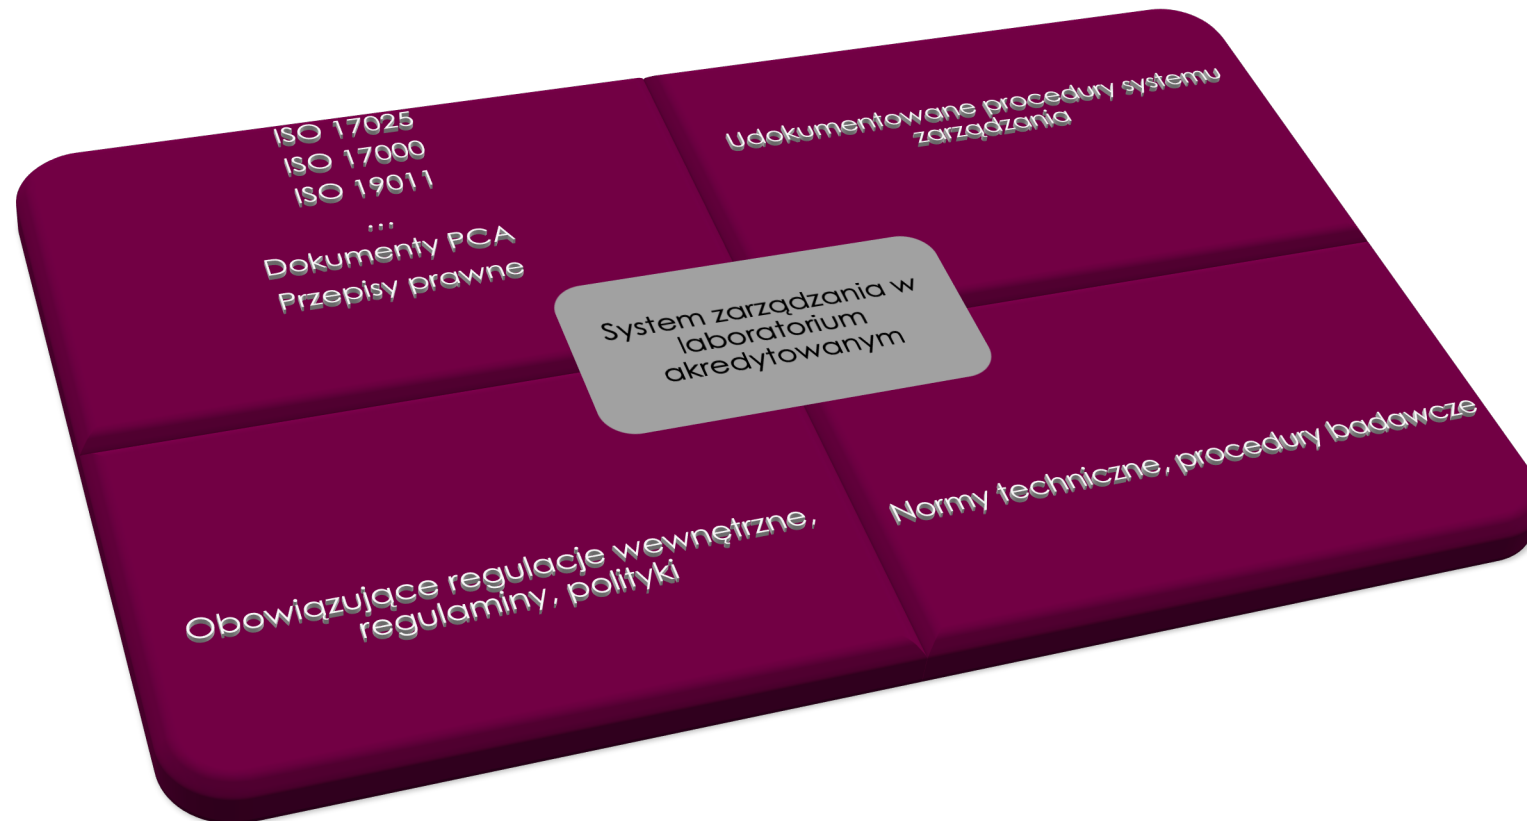 ISO 17025
ISO 17000
ISO 19011
...
Dokumenty PCA
Przepisy prawne
Udokumentowane procedury systemu
zarządzania
System zarządzania w
laboratorium
akredytowanym
Obowiązujące regulacje wewnętrzne,
regulaminy, polityki
Normy techniczne, procedury badawcze